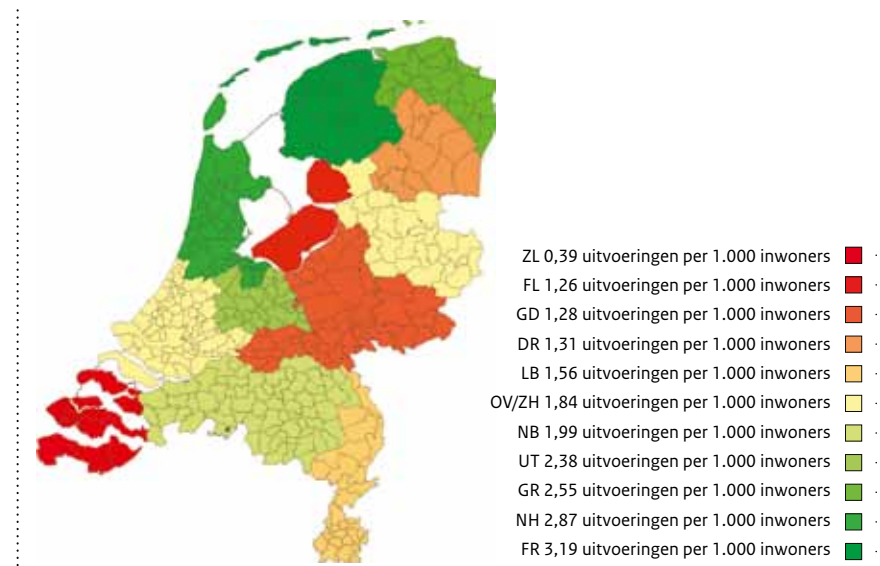 ZL 0,39 uitvoeringen per 1.000 inwoners
FL 1,26 uitvoeringen per 1.000 inwoners
GD 1,28 uitvoeringen per 1.000 inwoners
DR 1,31 uitvoeringen per 1.000 inwoners
LB 1,56 uitvoeringen per 1.000 inwoners
OV/ZH 1,84 uitvoeringen per 1.000 inwoners
NB 1,99 uitvoeringen per 1.000 inwoners
UT 2,38 uitvoeringen per 1.000 inwoners
GR 2,55 uitvoeringen per 1.000 inwoners
NH 2,87 uitvoeringen per 1.000 inwoners
FR 3,19 uitvoeringen per 1.000 inwoners